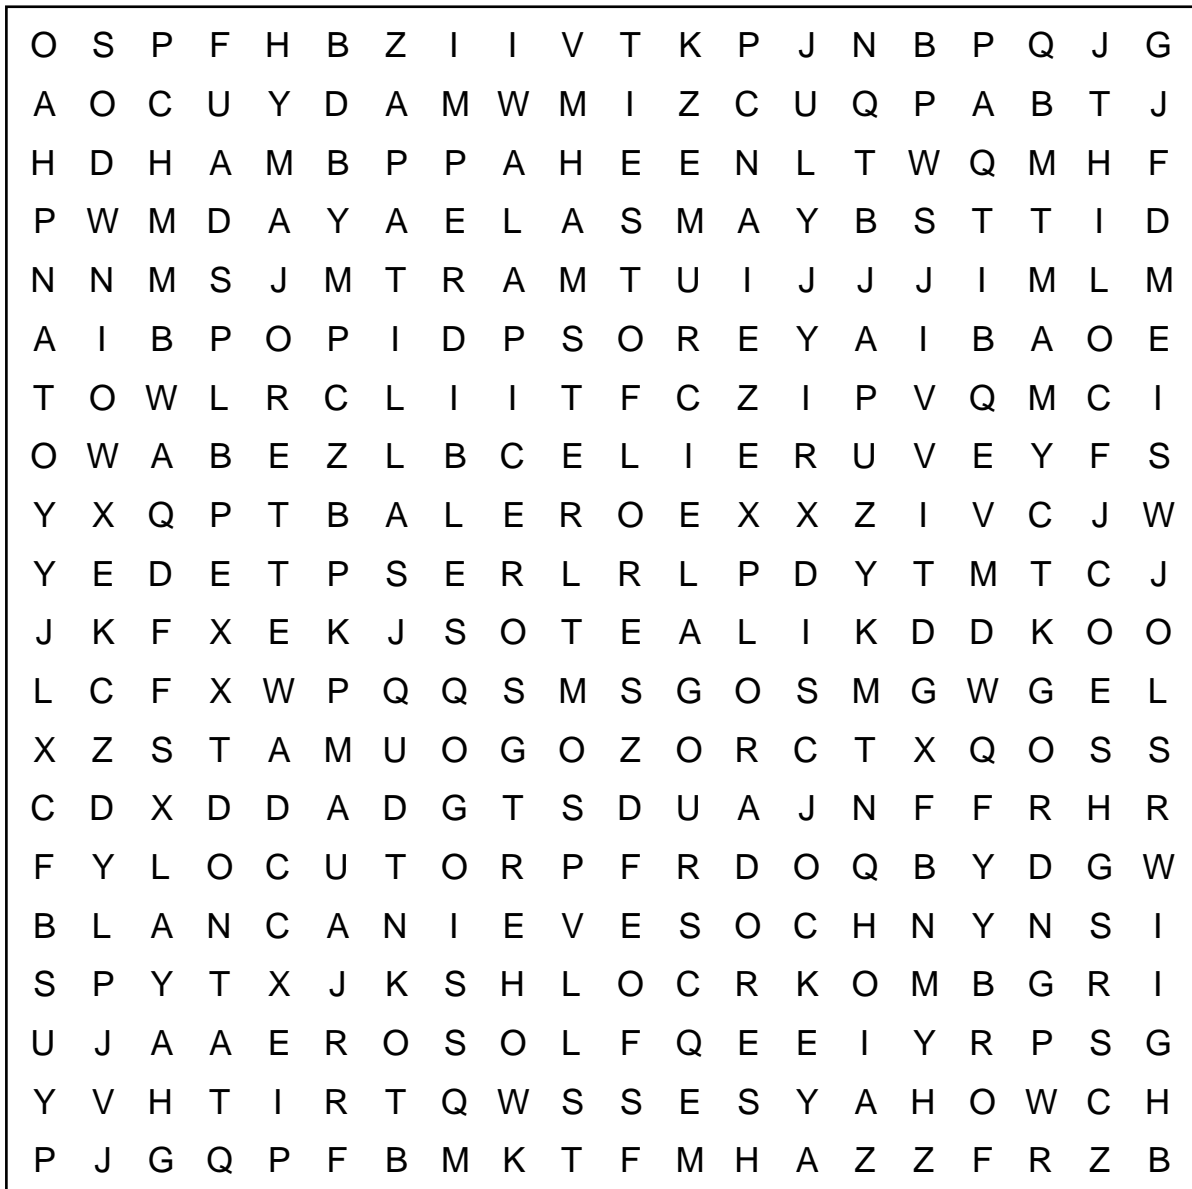 O S P F H B Z I I V T K P J N B P Q J G
A O C U Y D A M W M I Z C U Q P A B T J
H D H A M B P P A H E E N L T W Q M H F
P W M D A Y A E L A S M A Y B S T T I D
N N M S J M T R A M T U I J J J I M L M
A I B P O P I D P S O R E Y A I B A O E
T O W L R C L I I T F C Z I P V Q M C I
O W A B E Z L B C E L I E R U V E Y F S
Y X Q P T B A L E R O E X X Z I V C J W
Y E D E T P S E R L R L P D Y T M T C J
J K F X E K J S O T E A L I K D D K O O
L C F X W P Q Q S M S G O S M G W G E L
X Z S T A M U O G O Z O R C T X Q O S S
C D X D D A D G T S D U A J N F F R H R
F Y L O C U T O R P F R D O Q B Y D G W
B L A N C A N I E V E S O C H N Y N S I
S P Y T X J K S H L O C R K O M B G R I
U J A A E R O S O L F Q E E I Y R P S G
Y V H T I R T Q W S S E S Y A H O W C H
P J G Q P F B M K T F M H A Z Z F R Z B